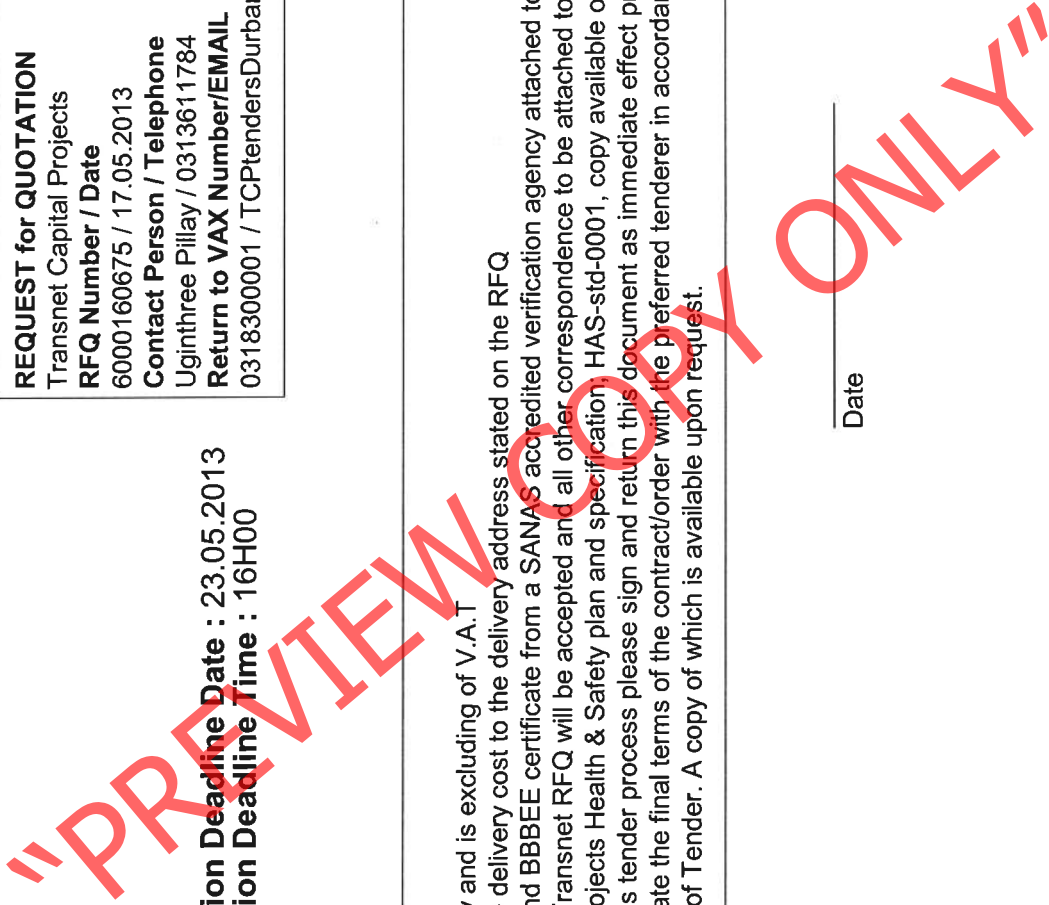 REQUEST for QUOTATION
Transnet Capital Projects
RFQ Number / Date
6000160675 / 17.05.2013
Contact Person / Telephone
Uginthree Pillay / 0313611784
Return to VAX Number/EMAIL
0318300001 / TCPtendersDurban
ion Deadline Date : 23.05.2013
ion Deadline Time : 16H00
and is excluding of V.A.T
delivery cost to the delivery address stated on the RFQ
nd BBBEE certificate from a SANAS accredited verification agency attached to
Transnet RFQ will be accepted and all other correspondence to be attached to
ojects Health & Safety plan and specification; HAS-std-0001, copy available o
s tender process please sign and return this document as immediate effect pr
ate the final terms of the contract/order with the preferred tenderer in accordan
of Tender. A copy of which is available upon request.
Date
"PREVIEW COPY ONLY"